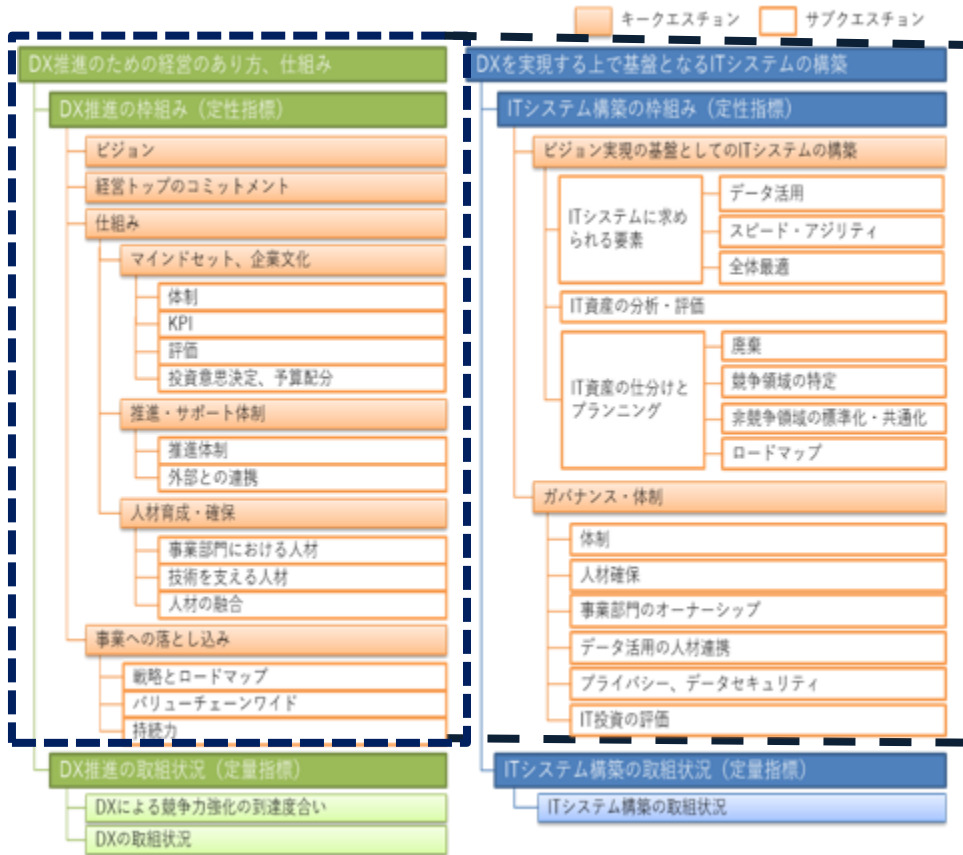 キークエスチョン
サブクエスチョン
DX推進のための経営のあり方、仕組み
DX推進の枠組み（定性指標）
ビジョン
経営トップのコミットメント
仕組み
マインドセット、企業文化
体制
KPI
評価
投資意思決定、予算配分
推進・サポート体制
推進体制
外部との連携
人材育成・確保
事業部門における人材
技術を支える人材
人材の融合
事業への落とし込み
戦略とロードマップ
バリューチェーンワイド
持続力
DX推進の取組状況（定量指標）
DXによる競争力強化の到達度合い
DXの取組状況
DXを実現する上で基盤となるITシステムの構築
ITシステム構築の枠組み（定性指標）
ビジョン実現の基盤としてのITシステムの構築
ITシステムに求め
られる要素
データ活用
スピード・アジリティ
全体最適
IT資産の分析・評価
IT資産の仕分けと
プランニング
廃棄
競争領域の特定
非競争領域の標準化・共通化
ロードマップ
ガバナンス・体制
体制
人材確保
事業部門のオーナーシップ
データ活用の人材連携
プライバシー、データセキュリティ
IT投資の評価
ITシステム構築の取組状況（定量指標）
ITシステム構築の取組状況